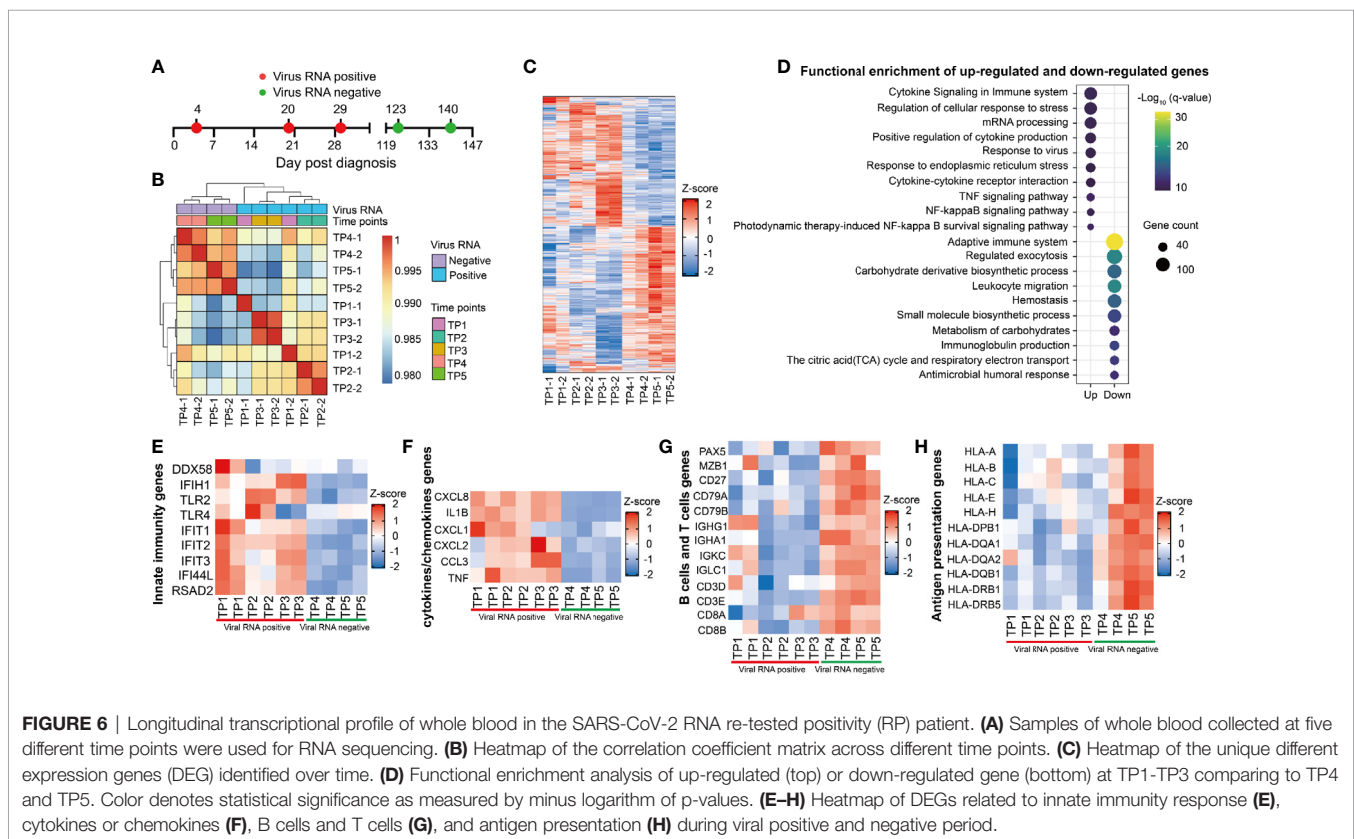 A
Virus RNA positive
Virus RNA negative
4 20 29 123 140
0 7 14 21 28 119 133 147
Day post diagnosis
B
Virus RNA
Time points
TP4-1
TP4-2
TP5-1
TP5-2
TP1-1
TP3-1
TP3-2
TP1-2
TP2-1
TP2-2
TP4-1 TP4-2 TP5-1 TP5-2 TP1-1 TP3-1 TP3-2 TP1-2 TP2-1 TP2-2
1
0.995
0.990
0.985
0.980
Virus RNA
Negative
Positive
Time points
TP1
TP2
TP3
TP4
TP5
C
TP1-1 TP1-2 TP2-1 TP2-2 TP3-1 TP3-2 TP4-1 TP4-2 TP5-1 TP5-2
Z-score
2
1
0
-1
-2
D Functional enrichment of up-regulated and down-regulated genes
Cytokine Signaling in Immune system
Regulation of cellular response to stress
mRNA processing
Positive regulation of cytokine production
Response to virus
Response to endoplasmic reticulum stress
Cytokine-cytokine receptor interaction
TNF signaling pathway
NF-kappaB signaling pathway
Photodynamic therapy-induced NF-kappa B survival signaling pathway
Adaptive immune system
Regulated exocytosis
Carbohydrate derivative biosynthetic process
Leukocyte migration
Hemostasis
Small molecule biosynthetic process
Metabolism of carbohydrates
Immunoglobulin production
The citric acid(TCA) cycle and respiratory electron transport
Antimicrobial humoral response
Up Down
-Log10 (q-value)
30
20
10
Gene count
40
100
E
Innate immunity genes
DDX58
IFIH1
TLR2
TLR4
IFIT1
IFIT2
IFIT3
IFI44L
RSAD2
TP1 TP1 TP2 TP2 TP3 TP3 TP4 TP4 TP5 TP5
Viral RNA positive Viral RNA negative
Z-score
2
1
0
-1
-2
F
cytokines/chemokines genes
CXCL8
IL1B
CXCL1
CXCL2
CCL3
TNF
TP1 TP1 TP2 TP2 TP3 TP3 TP4 TP4 TP5 TP5
Viral RNA positive Viral RNA negative
Z-score
2
1
0
-1
-2
G
B cells and T cells genes
PAX5
MZB1
CD27
CD79A
CD79B
IGHG1
IGHA1
IGKC
IGLC1
CD3D
CD3E
CD8A
CD8B
TP1 TP1 TP2 TP2 TP3 TP3 TP4 TP4 TP5 TP5
Viral RNA positive Viral RNA negative
Z-score
2
1
0
-1
-2
H
Antigen presentation genes
HLA-A
HLA-B
HLA-C
HLA-E
HLA-H
HLA-DPB1
HLA-DQA1
HLA-DQA2
HLA-DQB1
HLA-DRB1
HLA-DRB5
TP1 TP1 TP2 TP2 TP3 TP3 TP4 TP4 TP5 TP5
Viral RNA positive Viral RNA negative
Z-score
2
1
0
-1
-2
FIGURE 6 | Longitudinal transcriptional profile of whole blood in the SARS-CoV-2 RNA re-tested positivity (RP) patient. (A) Samples of whole blood collected at five
different time points were used for RNA sequencing. (B) Heatmap of the correlation coefficient matrix across different time points. (C) Heatmap of the unique different
expression genes (DEG) identified over time. (D) Functional enrichment analysis of up-regulated (top) or down-regulated gene (bottom) at TP1-TP3 comparing to TP4
and TP5. Color denotes statistical significance as measured by minus logarithm of p-values. (E–H) Heatmap of DEGs related to innate immunity response (E),
cytokines or chemokines (F), B cells and T cells (G), and antigen presentation (H) during viral positive and negative period.